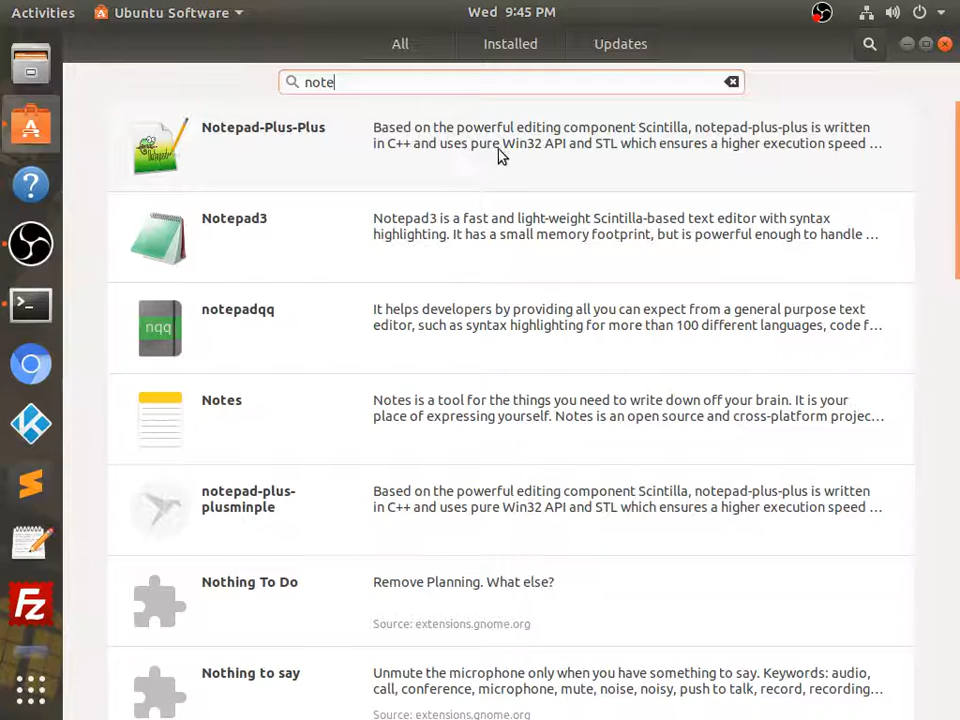 Activities
Ubuntu Software
Wed 9:45 PM
All
Installed
Updates
note
Notepad-Plus-Plus
Based on the powerful editing component Scintilla, notepad-plus-plus is written
in C++ and uses pure Win32 API and STL which ensures a higher execution speed ...
Notepad3
Notepad3 is a fast and light-weight Scintilla-based text editor with syntax
highlighting. It has a small memory footprint, but is powerful enough to handle ...
nqq
notepadqq
It helps developers by providing all you can expect from a general purpose text
editor, such as syntax highlighting for more than 100 different languages, code f...
Notes
Notes is a tool for the things you need to write down off your brain. It is your
place of expressing yourself. Notes is an open source and cross-platform projec...
notepad-plus-
plusminple
Based on the powerful editing component Scintilla, notepad-plus-plus is written
in C++ and uses pure Win32 API and STL which ensures a higher execution speed ...
Nothing To Do
Remove Planning. What else?
Source: extensions.gnome.org
Nothing to say
Unmute the microphone only when you have something to say. Keywords: audio,
call, conference, microphone, mute, noise, noisy, push to talk, record, recording...
Source: extensions.gnome.org